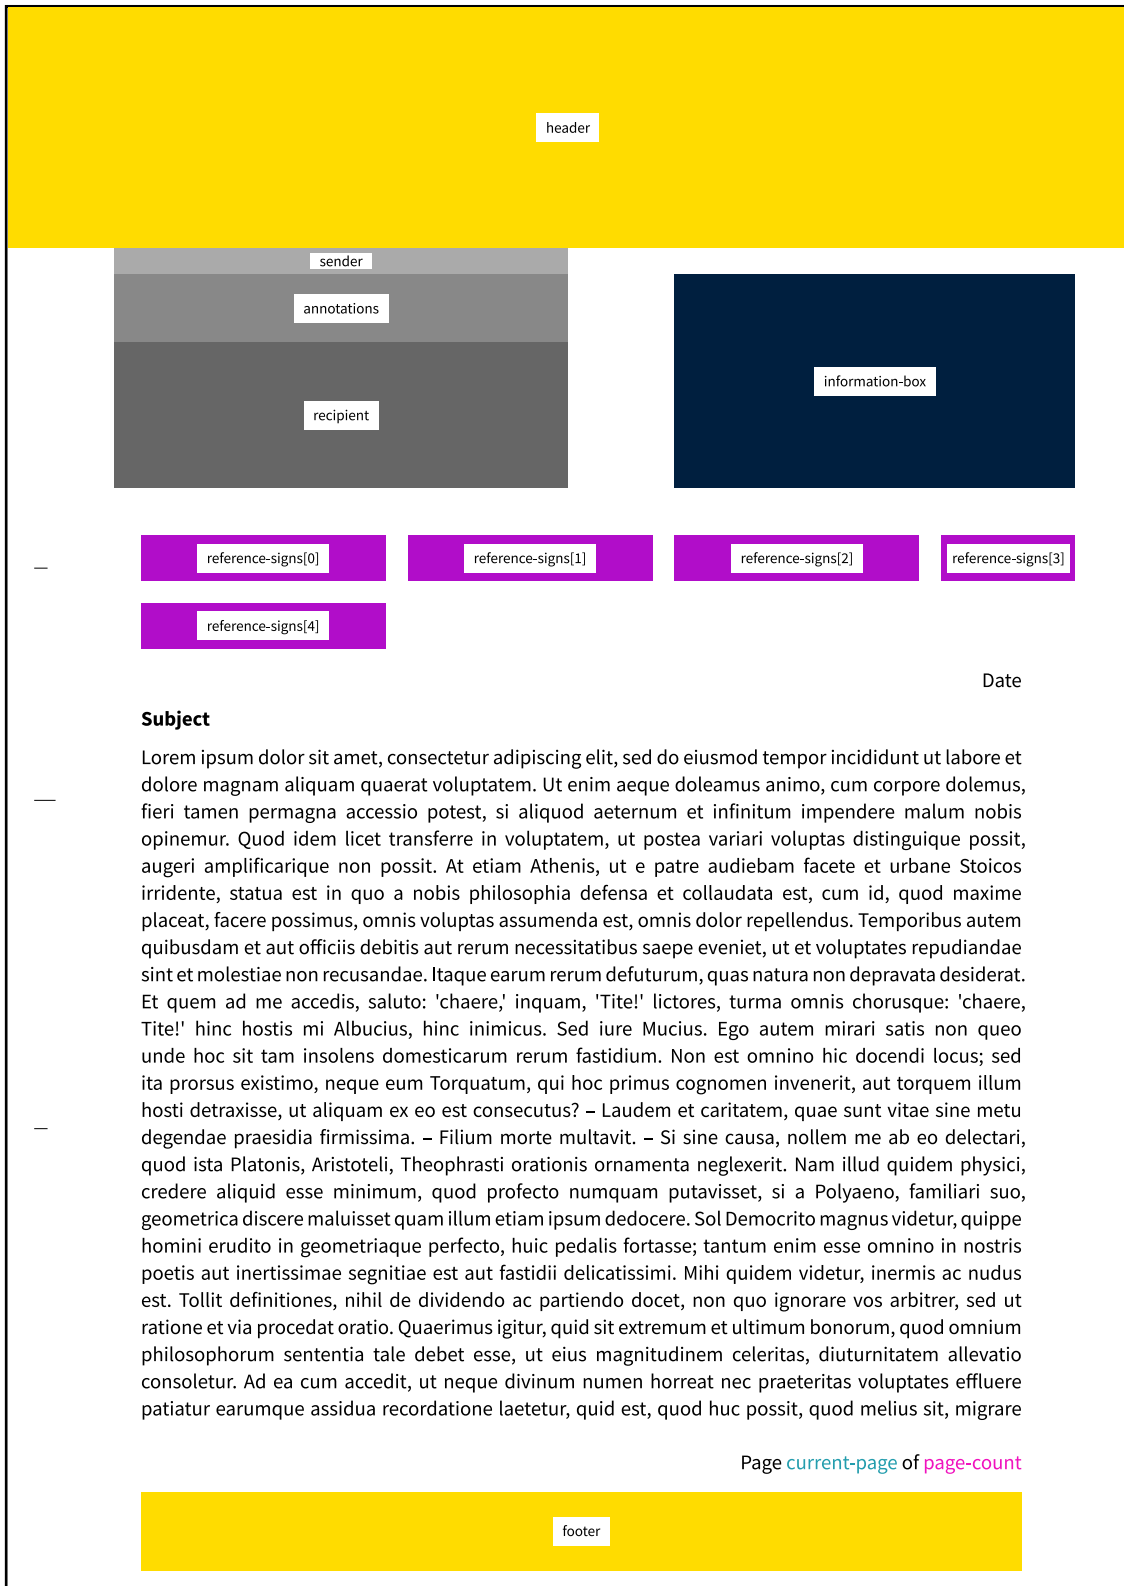 header
sender
annotations
information-box
recipient
reference-signs[0] reference-signs[1] reference-signs[2] reference-signs[3]
reference-signs[4]
Date
Subject
Lorem ipsum dolor sit amet, consectetur adipiscing elit, sed do eiusmod tempor incididunt ut labore et
dolore magnam aliquam quaerat voluptatem. Ut enim aeque doleamus animo, cum corpore dolemus,
fieri tamen permagna accessio potest, si aliquod aeternum et infinitum impendere malum nobis
opinemur. Quod idem licet transferre in voluptatem, ut postea variari voluptas distinguique possit,
augeri amplificarique non possit. At etiam Athenis, ut e patre audiebam facete et urbane Stoicos
irridente, statua est in quo a nobis philosophia defensa et collaudata est, cum id, quod maxime
placeat, facere possimus, omnis voluptas assumenda est, omnis dolor repellendus. Temporibus autem
quibusdam et aut officiis debitis aut rerum necessitatibus saepe eveniet, ut et voluptates repudiandae
sint et molestiae non recusandae. Itaque earum rerum defuturum, quas natura non depravata desiderat.
Et quem ad me accedis, saluto: 'chaere,' inquam, 'Tite!' lictores, turma omnis chorusque: 'chaere,
Tite!' hinc hostis mi Albucius, hinc inimicus. Sed iure Mucius. Ego autem mirari satis non queo
unde hoc sit tam insolens domesticarum rerum fastidium. Non est omnino hic docendi locus; sed
ita prorsus existimo, neque eum Torquatum, qui hoc primus cognomen invenerit, aut torquem illum
hosti detraxisse, ut aliquam ex eo est consecutus? – Laudem et caritatem, quae sunt vitae sine metu
degendae praesidia firmissima. – Filium morte multavit. – Si sine causa, nollem me ab eo delectari,
quod ista Platonis, Aristoteli, Theophrasti orationis ornamenta neglexerit. Nam illud quidem physici,
credere aliquid esse minimum, quod profecto numquam putavisset, si a Polyaeno, familiari suo,
geometrica discere maluisset quam illum etiam ipsum dedocere. Sol Democrito magnus videtur, quippe
homini erudito in geometriaque perfecto, huic pedalis fortasse; tantum enim esse omnino in nostris
poetis aut inertissimae segnitiae est aut fastidii delicatissimi. Mihi quidem videtur, inermis ac nudus
est. Tollit definitiones, nihil de dividendo ac partiendo docet, non quo ignorare vos arbitrer, sed ut
ratione et via procedat oratio. Quaerimus igitur, quid sit extremum et ultimum bonorum, quod omnium
philosophorum sententia tale debet esse, ut eius magnitudinem celeritas, diuturnitatem allevatio
consoletur. Ad ea cum accedit, ut neque divinum numen horreat nec praeteritas voluptates effluere
patiatur earumque assidua recordatione laetetur, quid est, quod huc possit, quod melius sit, migrare
Page current-page of page-count
footer